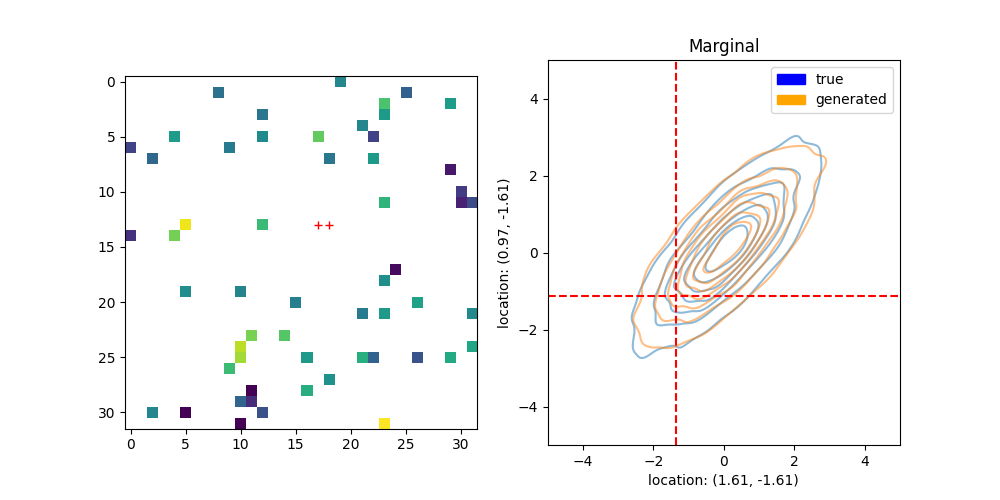 Marginal
0
5
10
15
20
25
30
0 5 10 15 20 25 30
true
generated
4
2
0
−2
−4
−4 −2 0 2 4
location: (0.97, -1.61)
location: (1.61, -1.61)